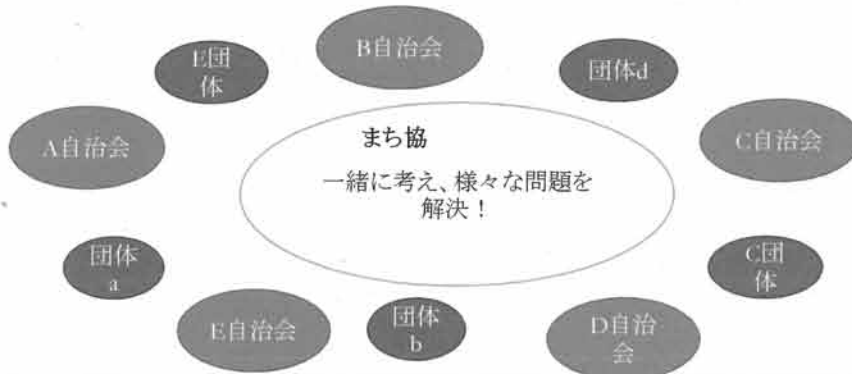 B自治会
E団
体
団体d
A自治会
まち協
C自治会
一緒に考え、様々な問題を
解決！
団体
a
C団
体
E自治会
団体
b
D自治
会